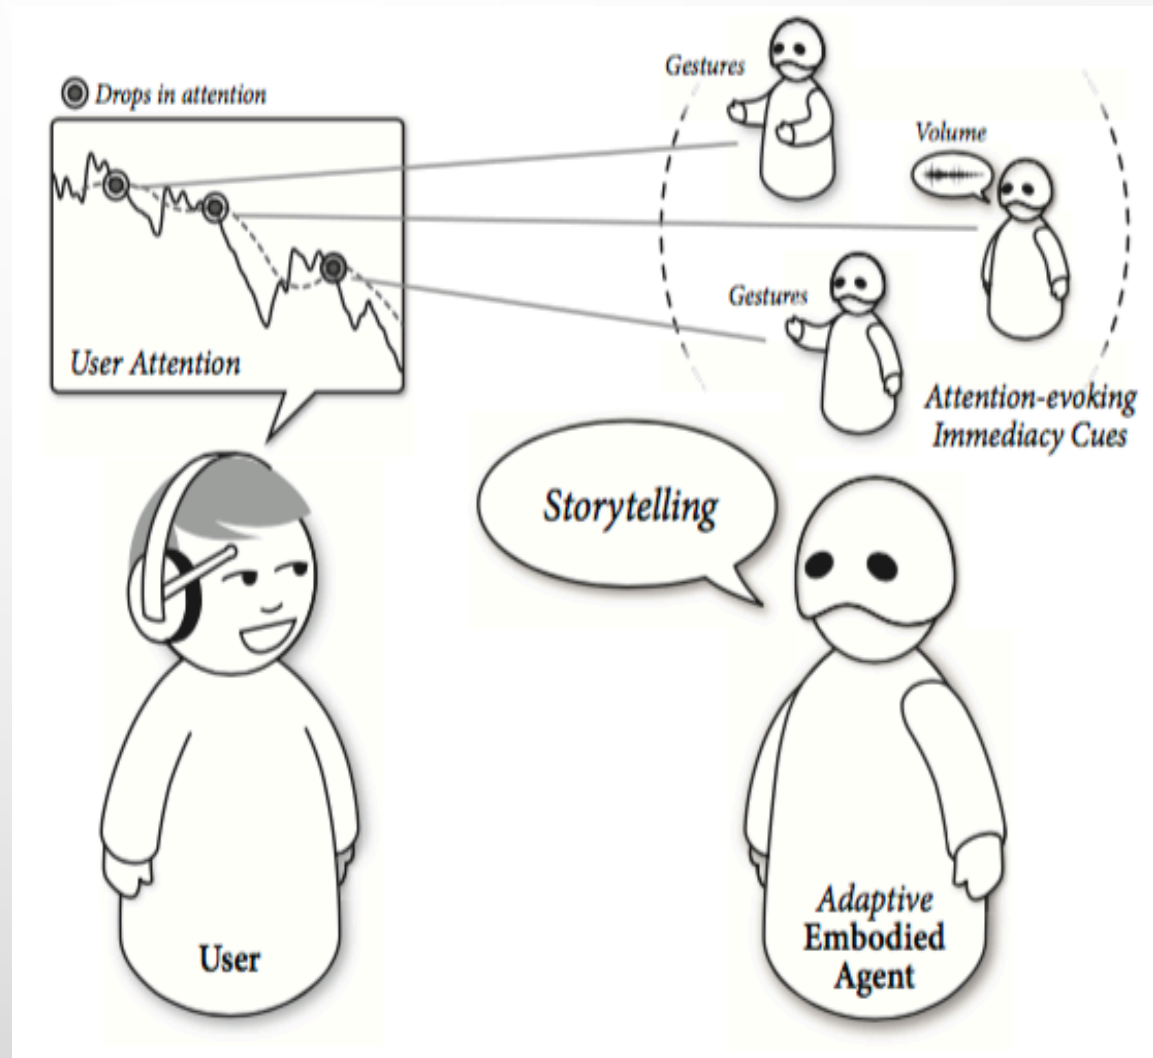 Gestures
Drops in attention
Volume
Gestures
User Attention
Attention-evoking
Immediacy Cues
Storytelling
Adaptive
Embodied
Agent
User